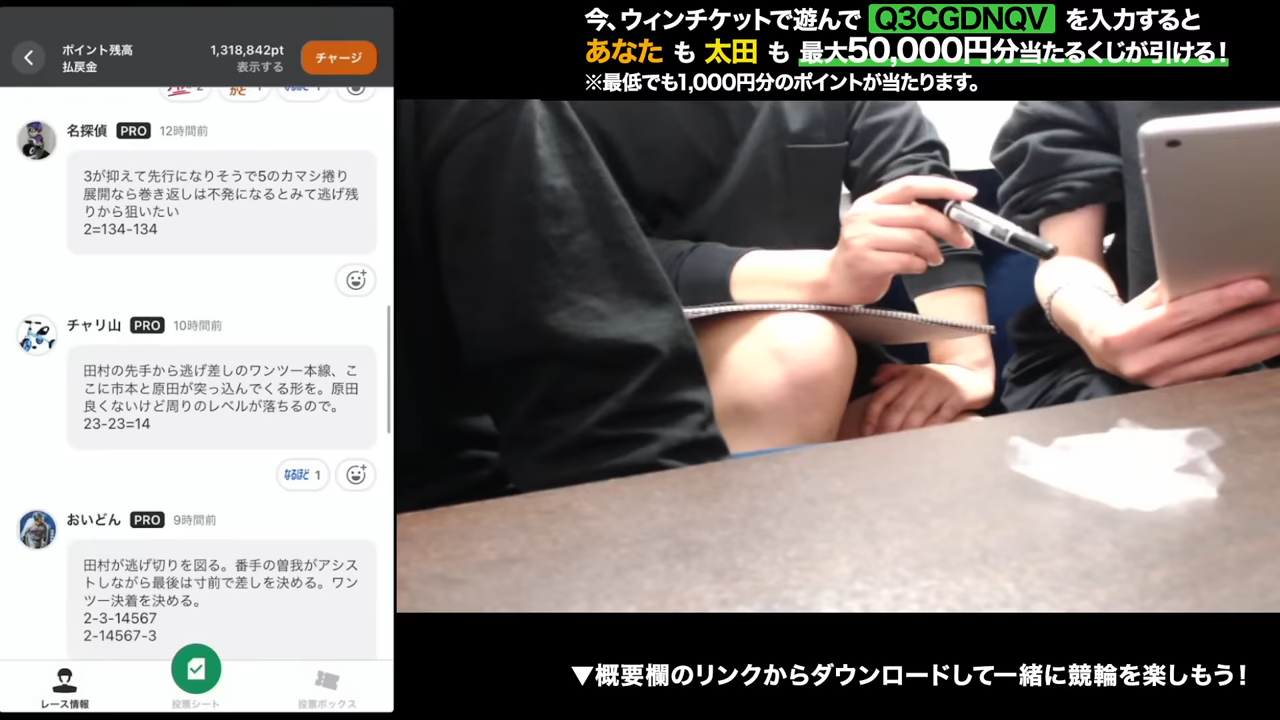 ポイント残高
1,318,842pt
チャージ
払戻金
表示する
名探偵 PRO 12時間前
3が抑えて先行になりそうで5のカマシ捲り
展開なら巻き返しは不発になるとみて逃げ残
りから狙いたい
2=134-134
チャリ山 PRO 10時間前
田村の先手から逃げ差しのワンツー本線、こ
こに市本と原田が突っ込んでくる形を。原田
良くないけど周りのレベルが落ちるので。
23-23=14
なるほど 1
おいどん PRO 9時間前
田村が逃げ切りを図る。番手の曽我がアシス
トしながら最後は寸前で差しを決める。ワン
ツー決着を決める。
2-3-14567
2-14567-3
レース情報
投票シート
投票ボックス
今、ウィンチケットで遊んで Q3CGDNQV を入力すると
あなた も 太田 も 最大50,000円分当たるくじが引ける!
※最低でも1,000円分のポイントが当たります。
▼概要欄のリンクからダウンロードして一緒に競輪を楽しもう!